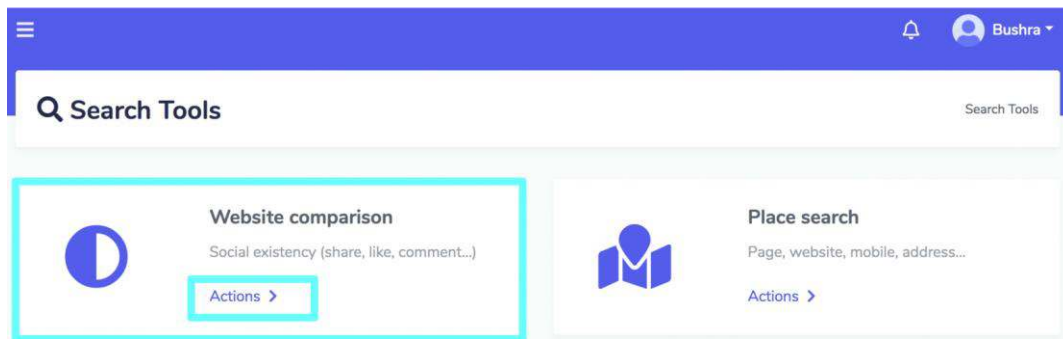 Bushra
Search Tools
Search Tools
Website comparison
Social existency (share, like, comment...)
Actions
Place search
Page, website, mobile, address...
Actions